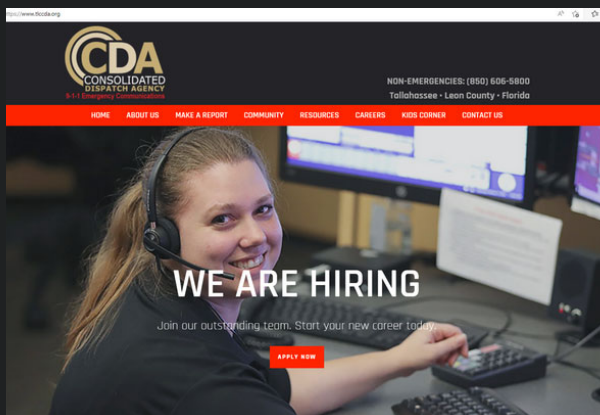 https://www.tlccda.org
CDA
CONSOLIDATED
DISPATCH AGENCY
9-1-1 Emergency Communications
NON-EMERGENCIES: (850) 606-5800
Tallahassee • Leon County • Florida
HOME ABOUT US MAKE A REPORT COMMUNITY RESOURCES CAREERS KIDS CORNER CONTACT US
WE ARE HIRING
Join our outstanding team. Start your new career today.
APPLY NOW